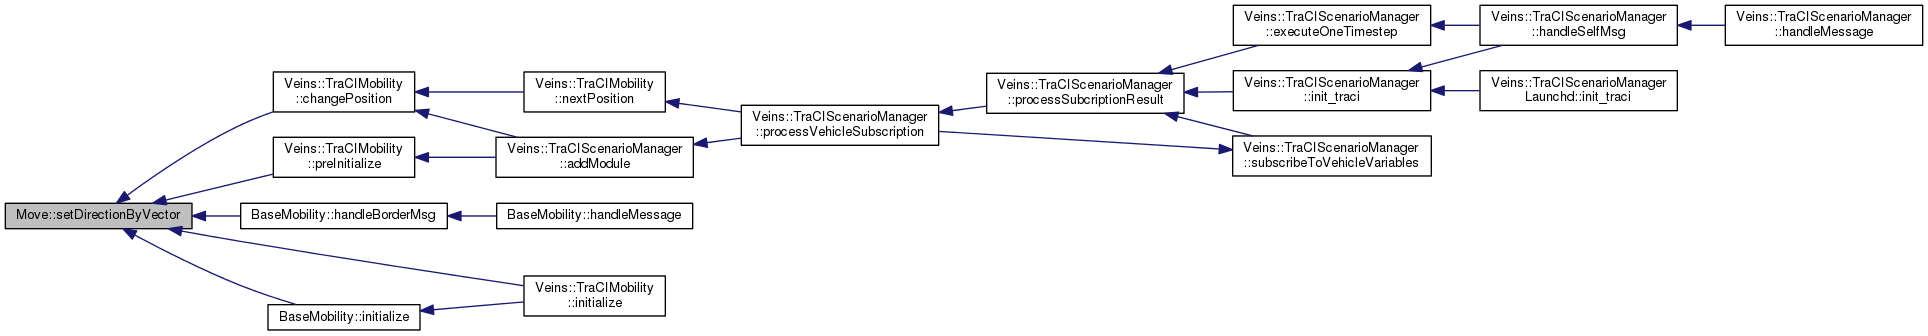 Veins::TraCIScenarioManager
::executeOneTimestep
Veins::TraCIScenarioManager
::handleSelfMsg
Veins::TraCIScenarioManager
::handleMessage
Veins::TraCIMobility
::changePosition
Veins::TraCIMobility
::nextPosition
Veins::TraCIScenarioManager
::processSubcriptionResult
Veins::TraCIScenarioManager
::init_traci
Veins::TraCIScenarioManager
Launchd::init_traci
Veins::TraCIScenarioManager
::processVehicleSubscription
Veins::TraCIMobility
::preInitialize
Veins::TraCIScenarioManager
::addModule
Veins::TraCIScenarioManager
::subscribeToVehicleVariables
Move::setDirectionByVector
BaseMobility::handleBorderMsg
BaseMobility::handleMessage
Veins::TraCIMobility
::initialize
BaseMobility::initialize